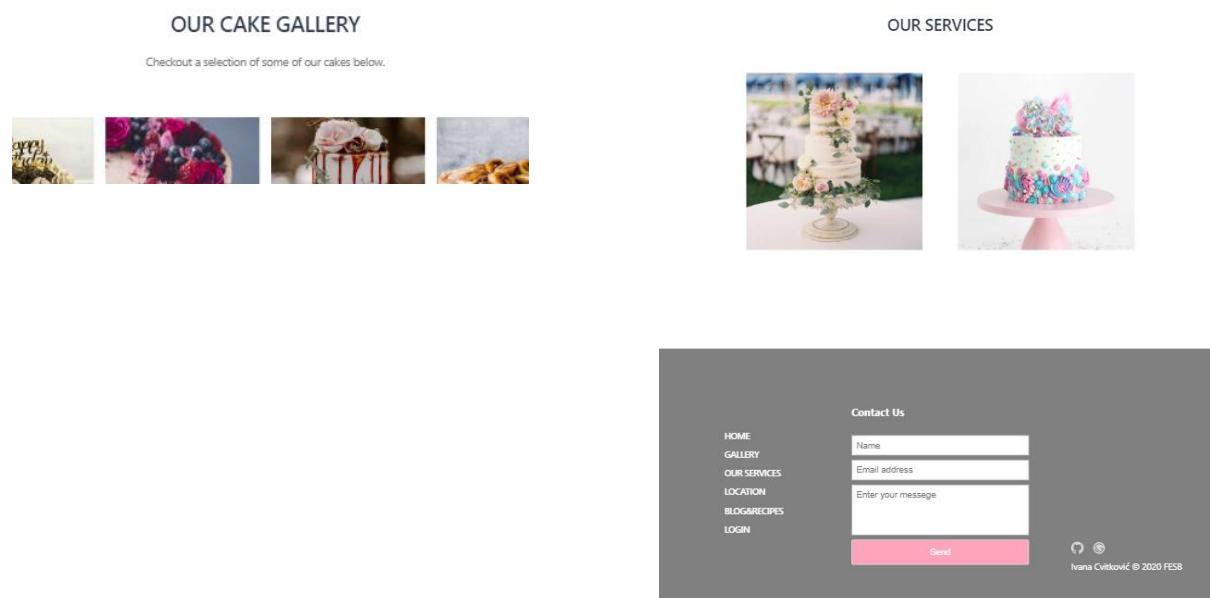 OUR CAKE GALLERY
Checkout a selection of some of our cakes below.
OUR SERVICES
Contact Us
HOME
GALLERY
OUR SERVICES
LOCATION
BLOG&RECIPES
LOGIN
Name
Email address
Enter your messege
Send
Ivana Cvitković © 2020 FESB